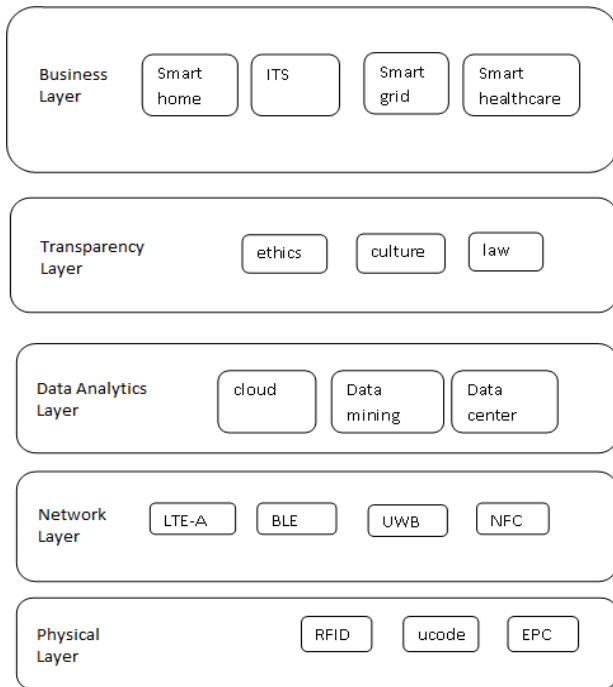 Business
Layer
Smart
home
ITS
Smart
grid
Smart
healthcare
Transparency
Layer
ethics
culture
law
Data Analytics
Layer
cloud
Data
mining
Data
center
Network
Layer
LTE-A
BLE
UWB
NFC
Physical
Layer
RFID
ucode
EPC